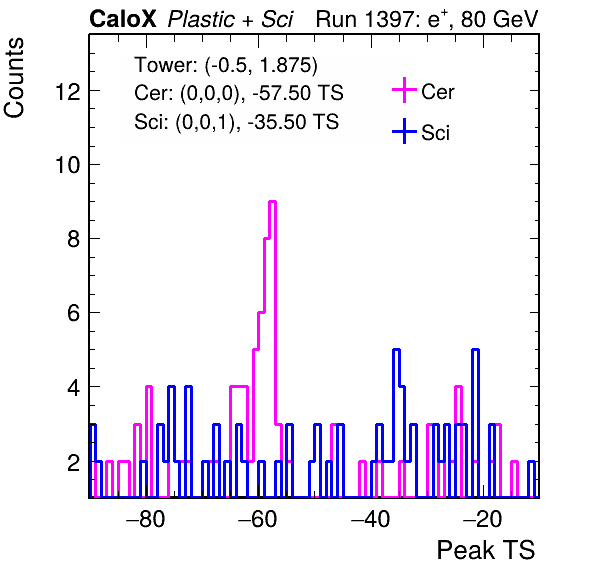 CaloX Plastic + Sci Run 1397: e+, 80 GeV
Counts
Tower: (-0.5, 1.875)
Cer: (0,0,0), -57.50 TS
Sci: (0,0,1), -35.50 TS
Cer
Sci
12
10
8
6
4
2
−80 −60 −40 −20
Peak TS